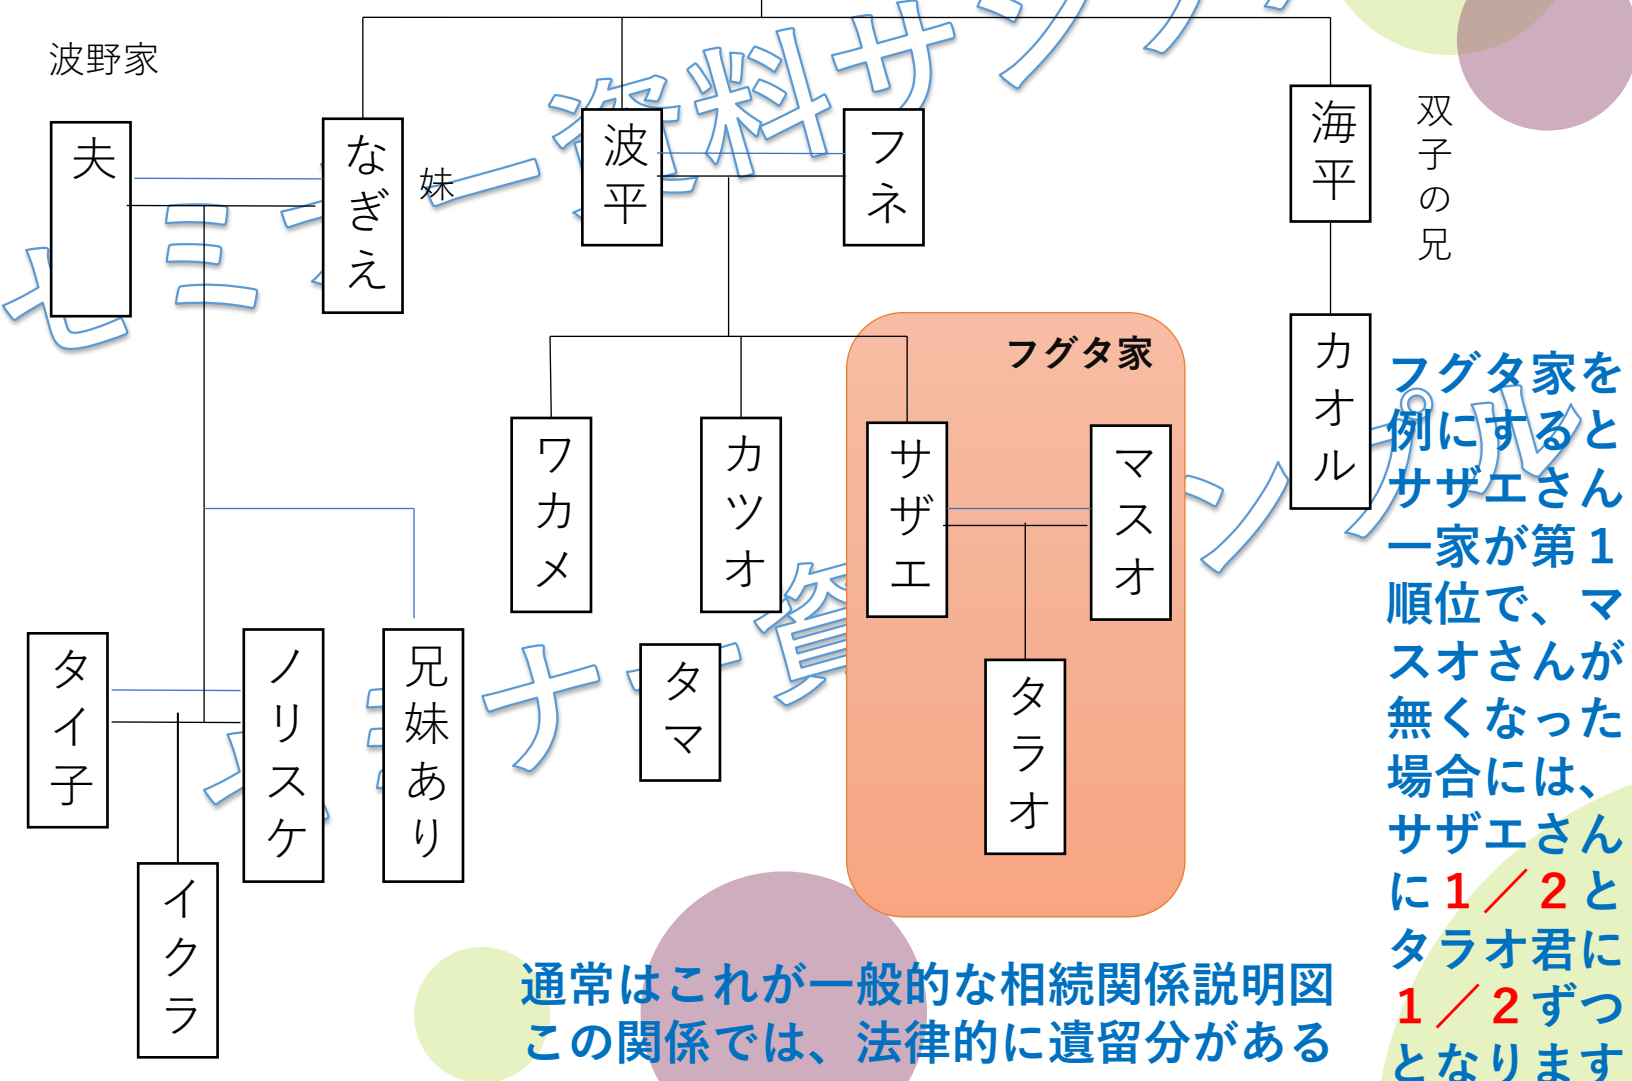 波野家
夫
なぎえ
妹
波平
フネ
海平
双子の兄
フグタ家
ワカメ
カツオ
サザエ
マスオ
カオル
タイ子
ノリスケ
兄妹あり
タマ
タラオ
イクラ
フグタ家を
例にすると
サザエさん
一家が第１
順位で、マ
スオさんが
無くなった
場合には、
サザエさん
に１／２と
タラオ君に
１／２ずつ
となります
通常はこれが一般的な相続関係説明図
この関係では、法律的に遺留分がある
セミナー資料サンプル
セミナー資料サンプル